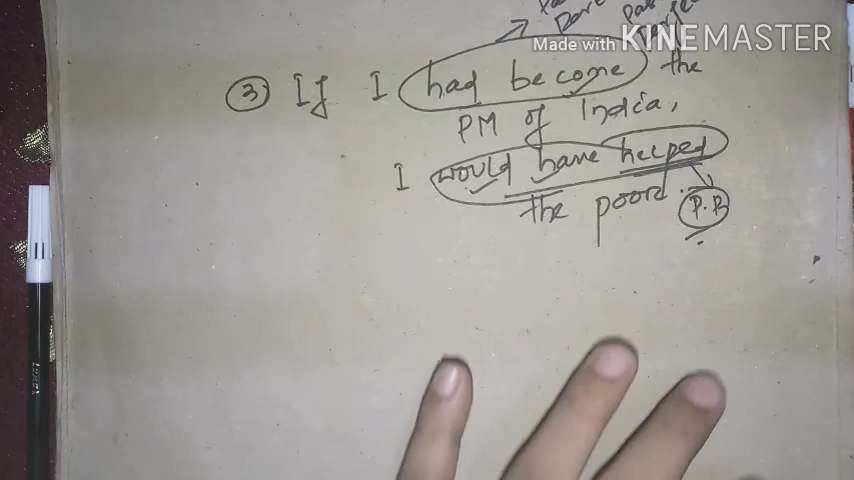 Made with KINEMASTER
③ If I had become the
PM of India,
I would have helped
the poor.
P.P